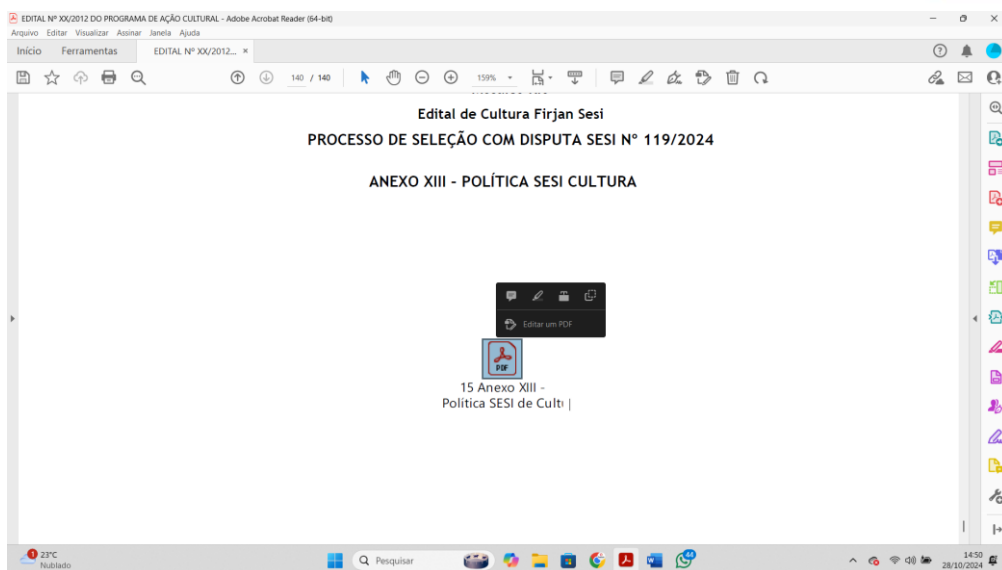 EDITAL Nº XX/2012 DO PROGRAMA DE AÇÃO CULTURAL - Adobe Acrobat Reader (64-bit)
Arquivo Editar Visualizar Assinar Janela Ajuda
Início Ferramentas EDITAL Nº XX/2012... ×
140 / 140 159%
Edital de Cultura Firjan Sesi
PROCESSO DE SELEÇÃO COM DISPUTA SESI Nº 119/2024
ANEXO XIII - POLÍTICA SESI CULTURA
Editar um PDF
PDF
15 Anexo XIII -
Política SESI de Cult
1
23°C
Nublado
Pesquisar
44
14:50
28/10/2024